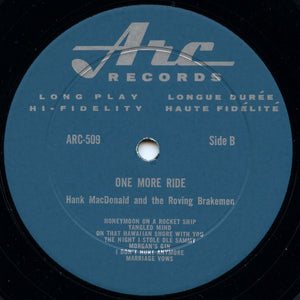 Arc
RECORDS
LONG PLAY LONGUE DURÉE
HI-FIDELITY HAUTE FIDÉLITÉ
ARC-509 Side B
ONE MORE RIDE
Hank MacDonald and the Roving Brakemen
HONEYMOON ON A ROCKET SHIP
TANGLED MIND
ON THAT HAWAIIAN SHORE WITH YOU
THE NIGHT I STOLE OLE SAMMY
MORGAN'S GIN
I DON'T HURT ANYMORE
MARRIAGE VOWS